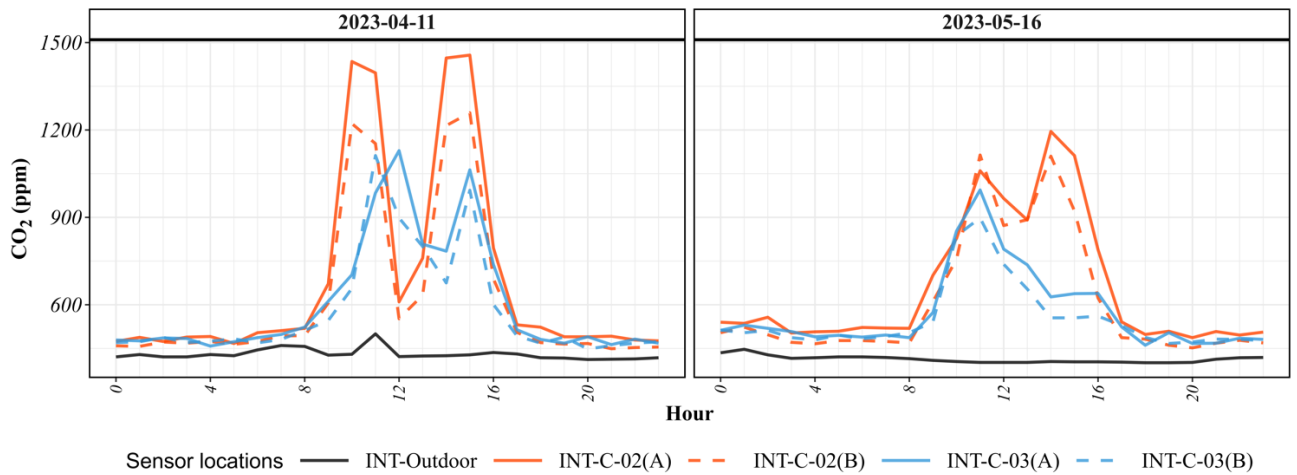 2023-04-11 2023-05-16
1500
1200
900
600
CO₂ (ppm)
0 4 8 12 16 20 0 4 8 12 16 20
Hour
Sensor locations INT-Outdoor INT-C-02(A) INT-C-02(B) INT-C-03(A) INT-C-03(B)